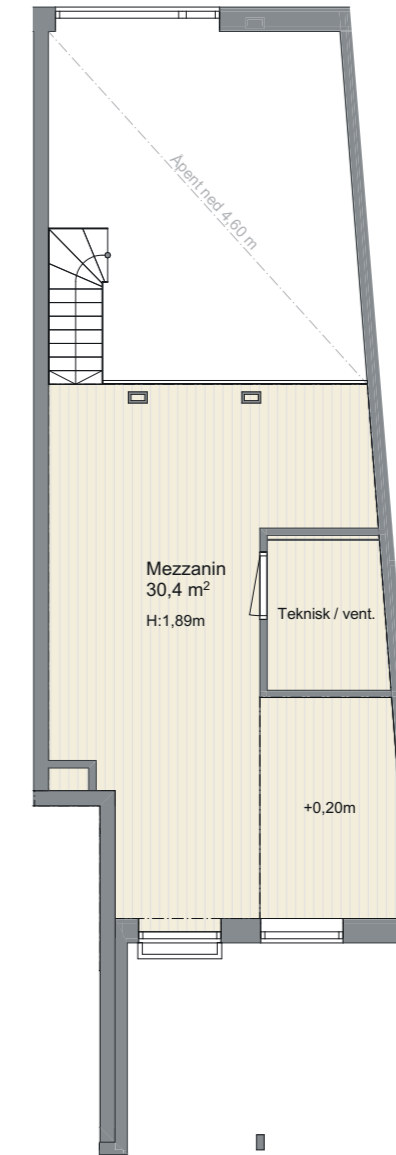 Åpent ned 4,60 m
Mezzanin
30,4 m²
H:1,89m
Teknisk / vent.
+0,20m